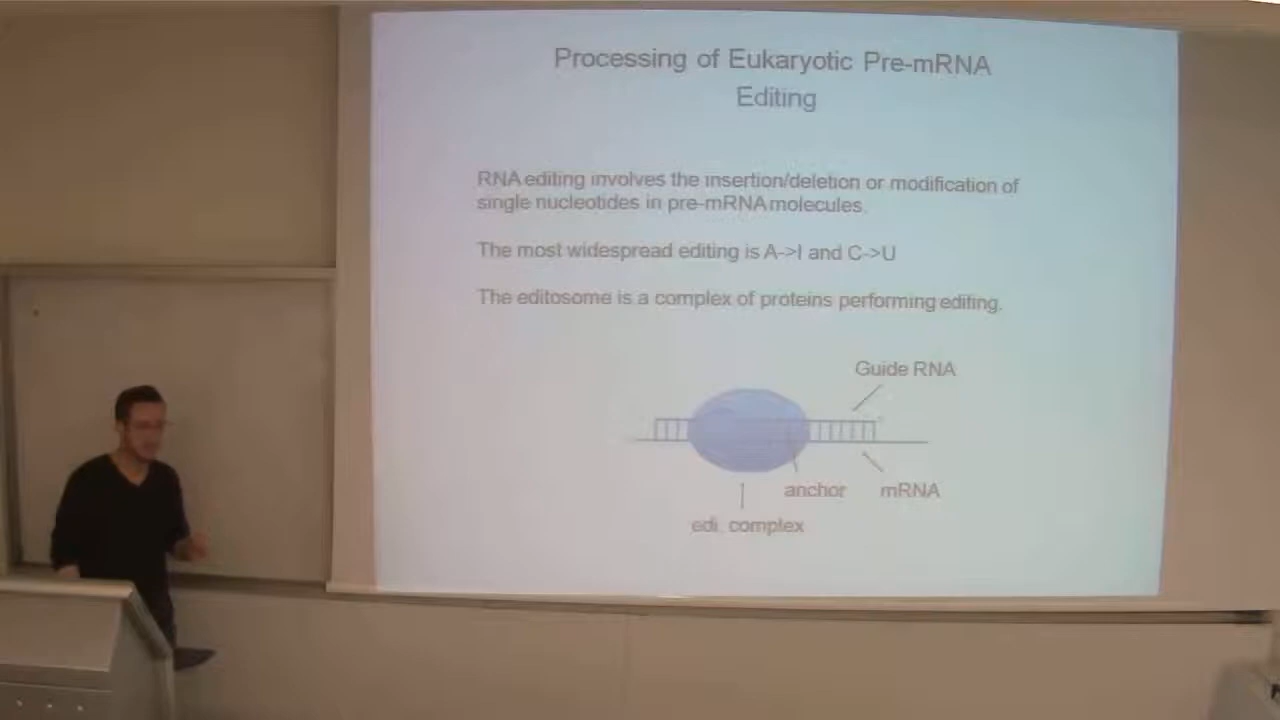 Processing of Eukaryotic Pre-mRNA
Editing
RNA editing involves the insertion/deletion or modification of
single nucleotides in pre-mRNA molecules.
The most widespread editing is A->I and C->U
The editosome is a complex of proteins performing editing.
Guide RNA
anchor
mRNA
edi. complex